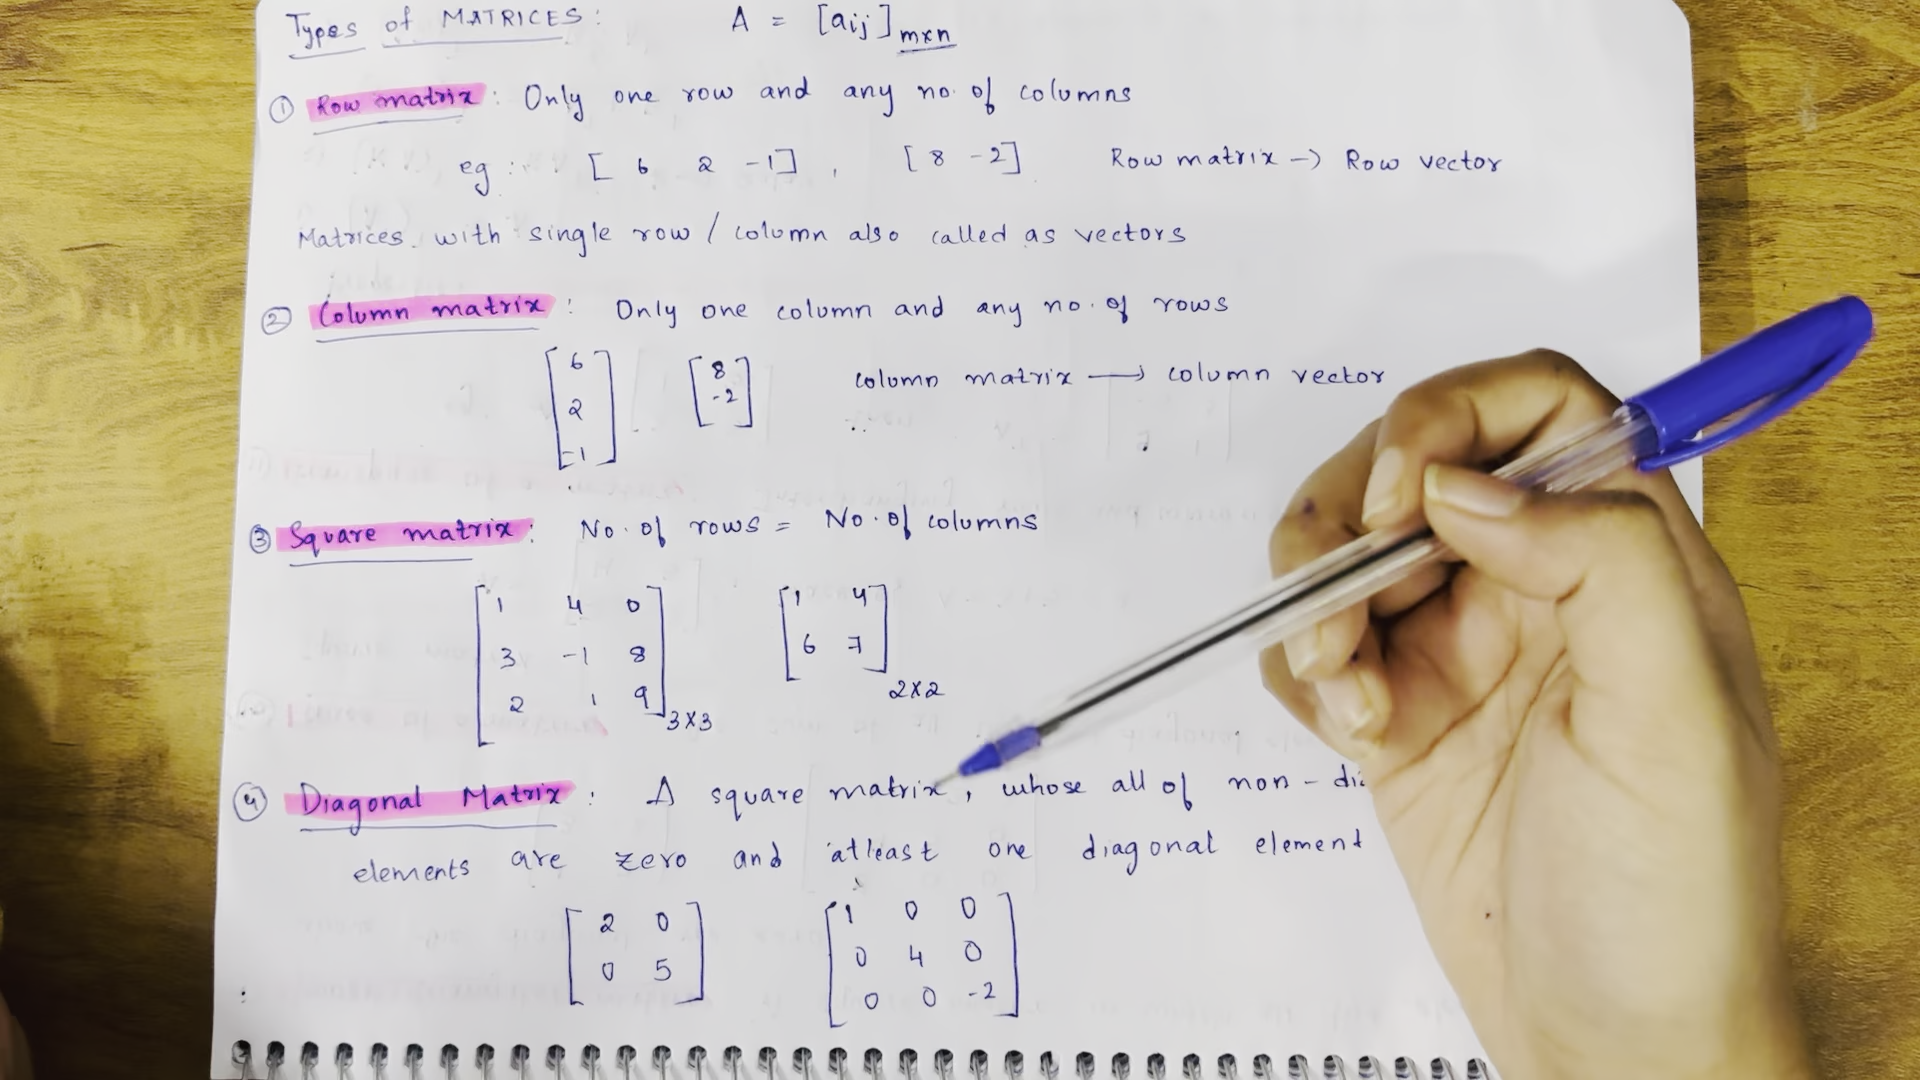 Types of MATRICES : A = [aij] mxn
① Row matrix : Only one row and any no. of columns
eg : [ 6 2 -1 ] , [ 8 -2 ] Row matrix -> Row vector
Matrices with single row / column also called as vectors
② Column matrix : Only one column and any no. of rows
6
2
-1
8
-2
column matrix → column vector
③ Square matrix : No. of rows = No. of columns
1 4 0
3 -1 8
2 1 9
3x3
1 4
6 7
2x2
④ Diagonal Matrix : A square matrix, whose all of non - dia
elements are zero and atleast one diagonal element
2 0
0 5
1 0 0
0 4 0
0 0 -2